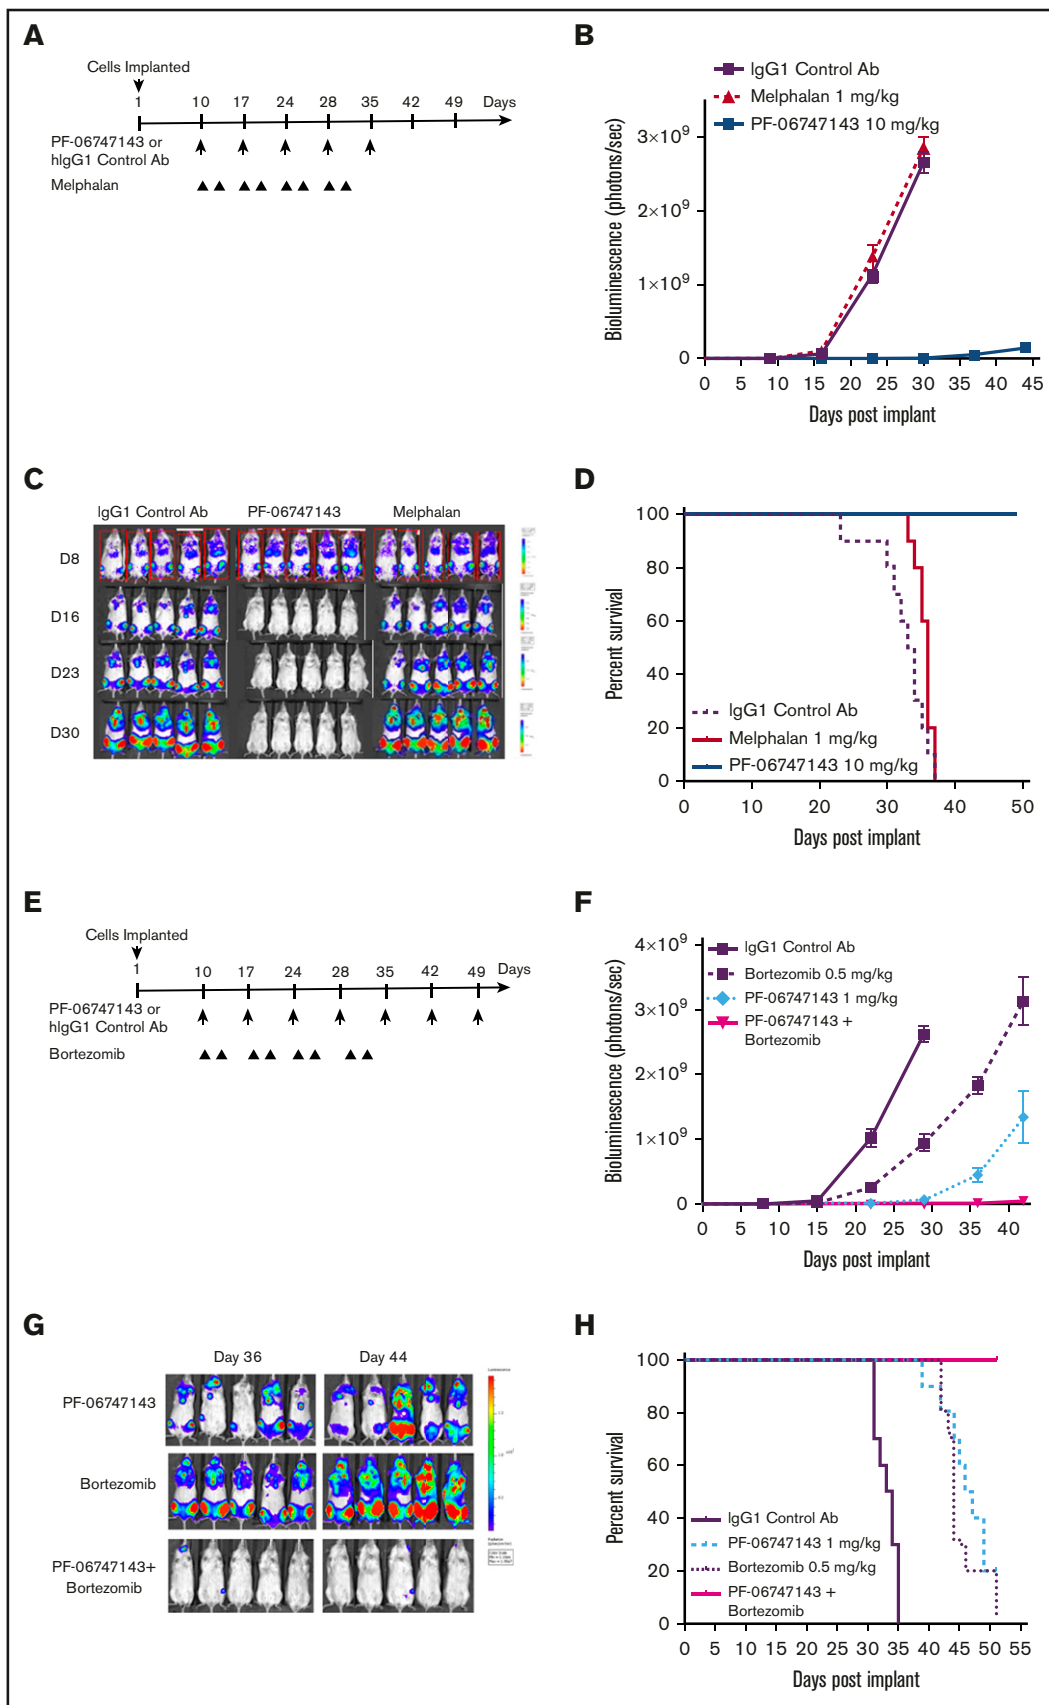 A
Cells Implanted
1 10 17 24 28 35 42 49 Days
PF-06747143 or
hIgG1 Control Ab
Melphalan
B
IgG1 Control Ab
Melphalan 1 mg/kg
PF-06747143 10 mg/kg
Bioluminescence (photons/sec)
3×10⁹
2×10⁹
1×10⁹
0
0 5 10 15 20 25 30 35 40 45
Days post implant
C
IgG1 Control Ab PF-06747143 Melphalan
D8
D16
D23
D30
D
Percent survival
100
80
60
40
20
0
IgG1 Control Ab
Melphalan 1 mg/kg
PF-06747143 10 mg/kg
0 10 20 30 40 50
Days post implant
E
Cells Implanted
1 10 17 24 28 35 42 49 Days
PF-06747143 or
hIgG1 Control Ab
Bortezomib
F
IgG1 Control Ab
Bortezomib 0.5 mg/kg
PF-06747143 1 mg/kg
PF-06747143 +
Bortezomib
Bioluminescence (photons/sec)
4×10⁹
3×10⁹
2×10⁹
1×10⁹
0
0 5 10 15 20 25 30 35 40
Days post implant
G
Day 36 Day 44
PF-06747143
Bortezomib
PF-06747143+
Bortezomib
H
Percent survival
100
80
60
40
20
0
IgG1 Control Ab
PF-06747143 1 mg/kg
Bortezomib 0.5 mg/kg
PF-06747143 +
Bortezomib
0 5 10 15 20 25 30 35 40 45 50 55
Days post implant